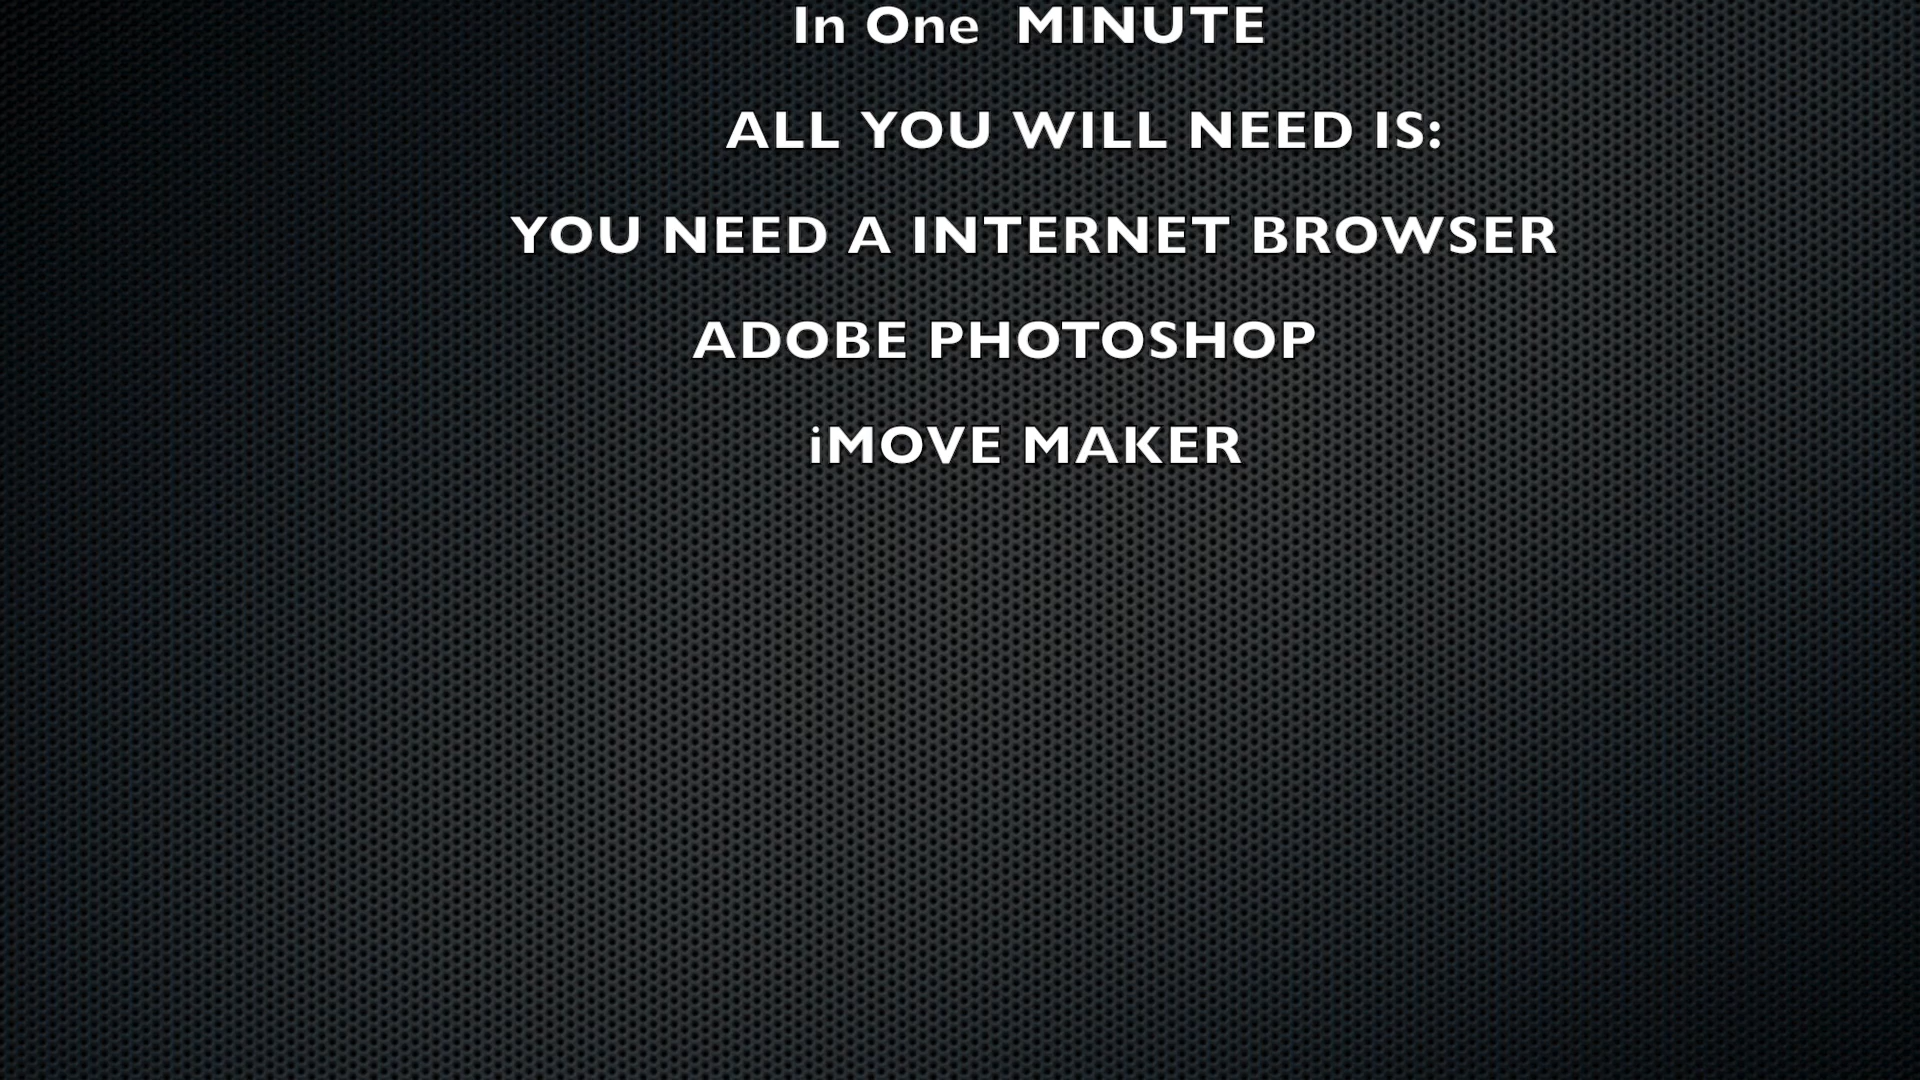 In One  MINUTE
ALL YOU WILL NEED IS:
YOU NEED A INTERNET BROWSER
ADOBE PHOTOSHOP
iMOVE MAKER